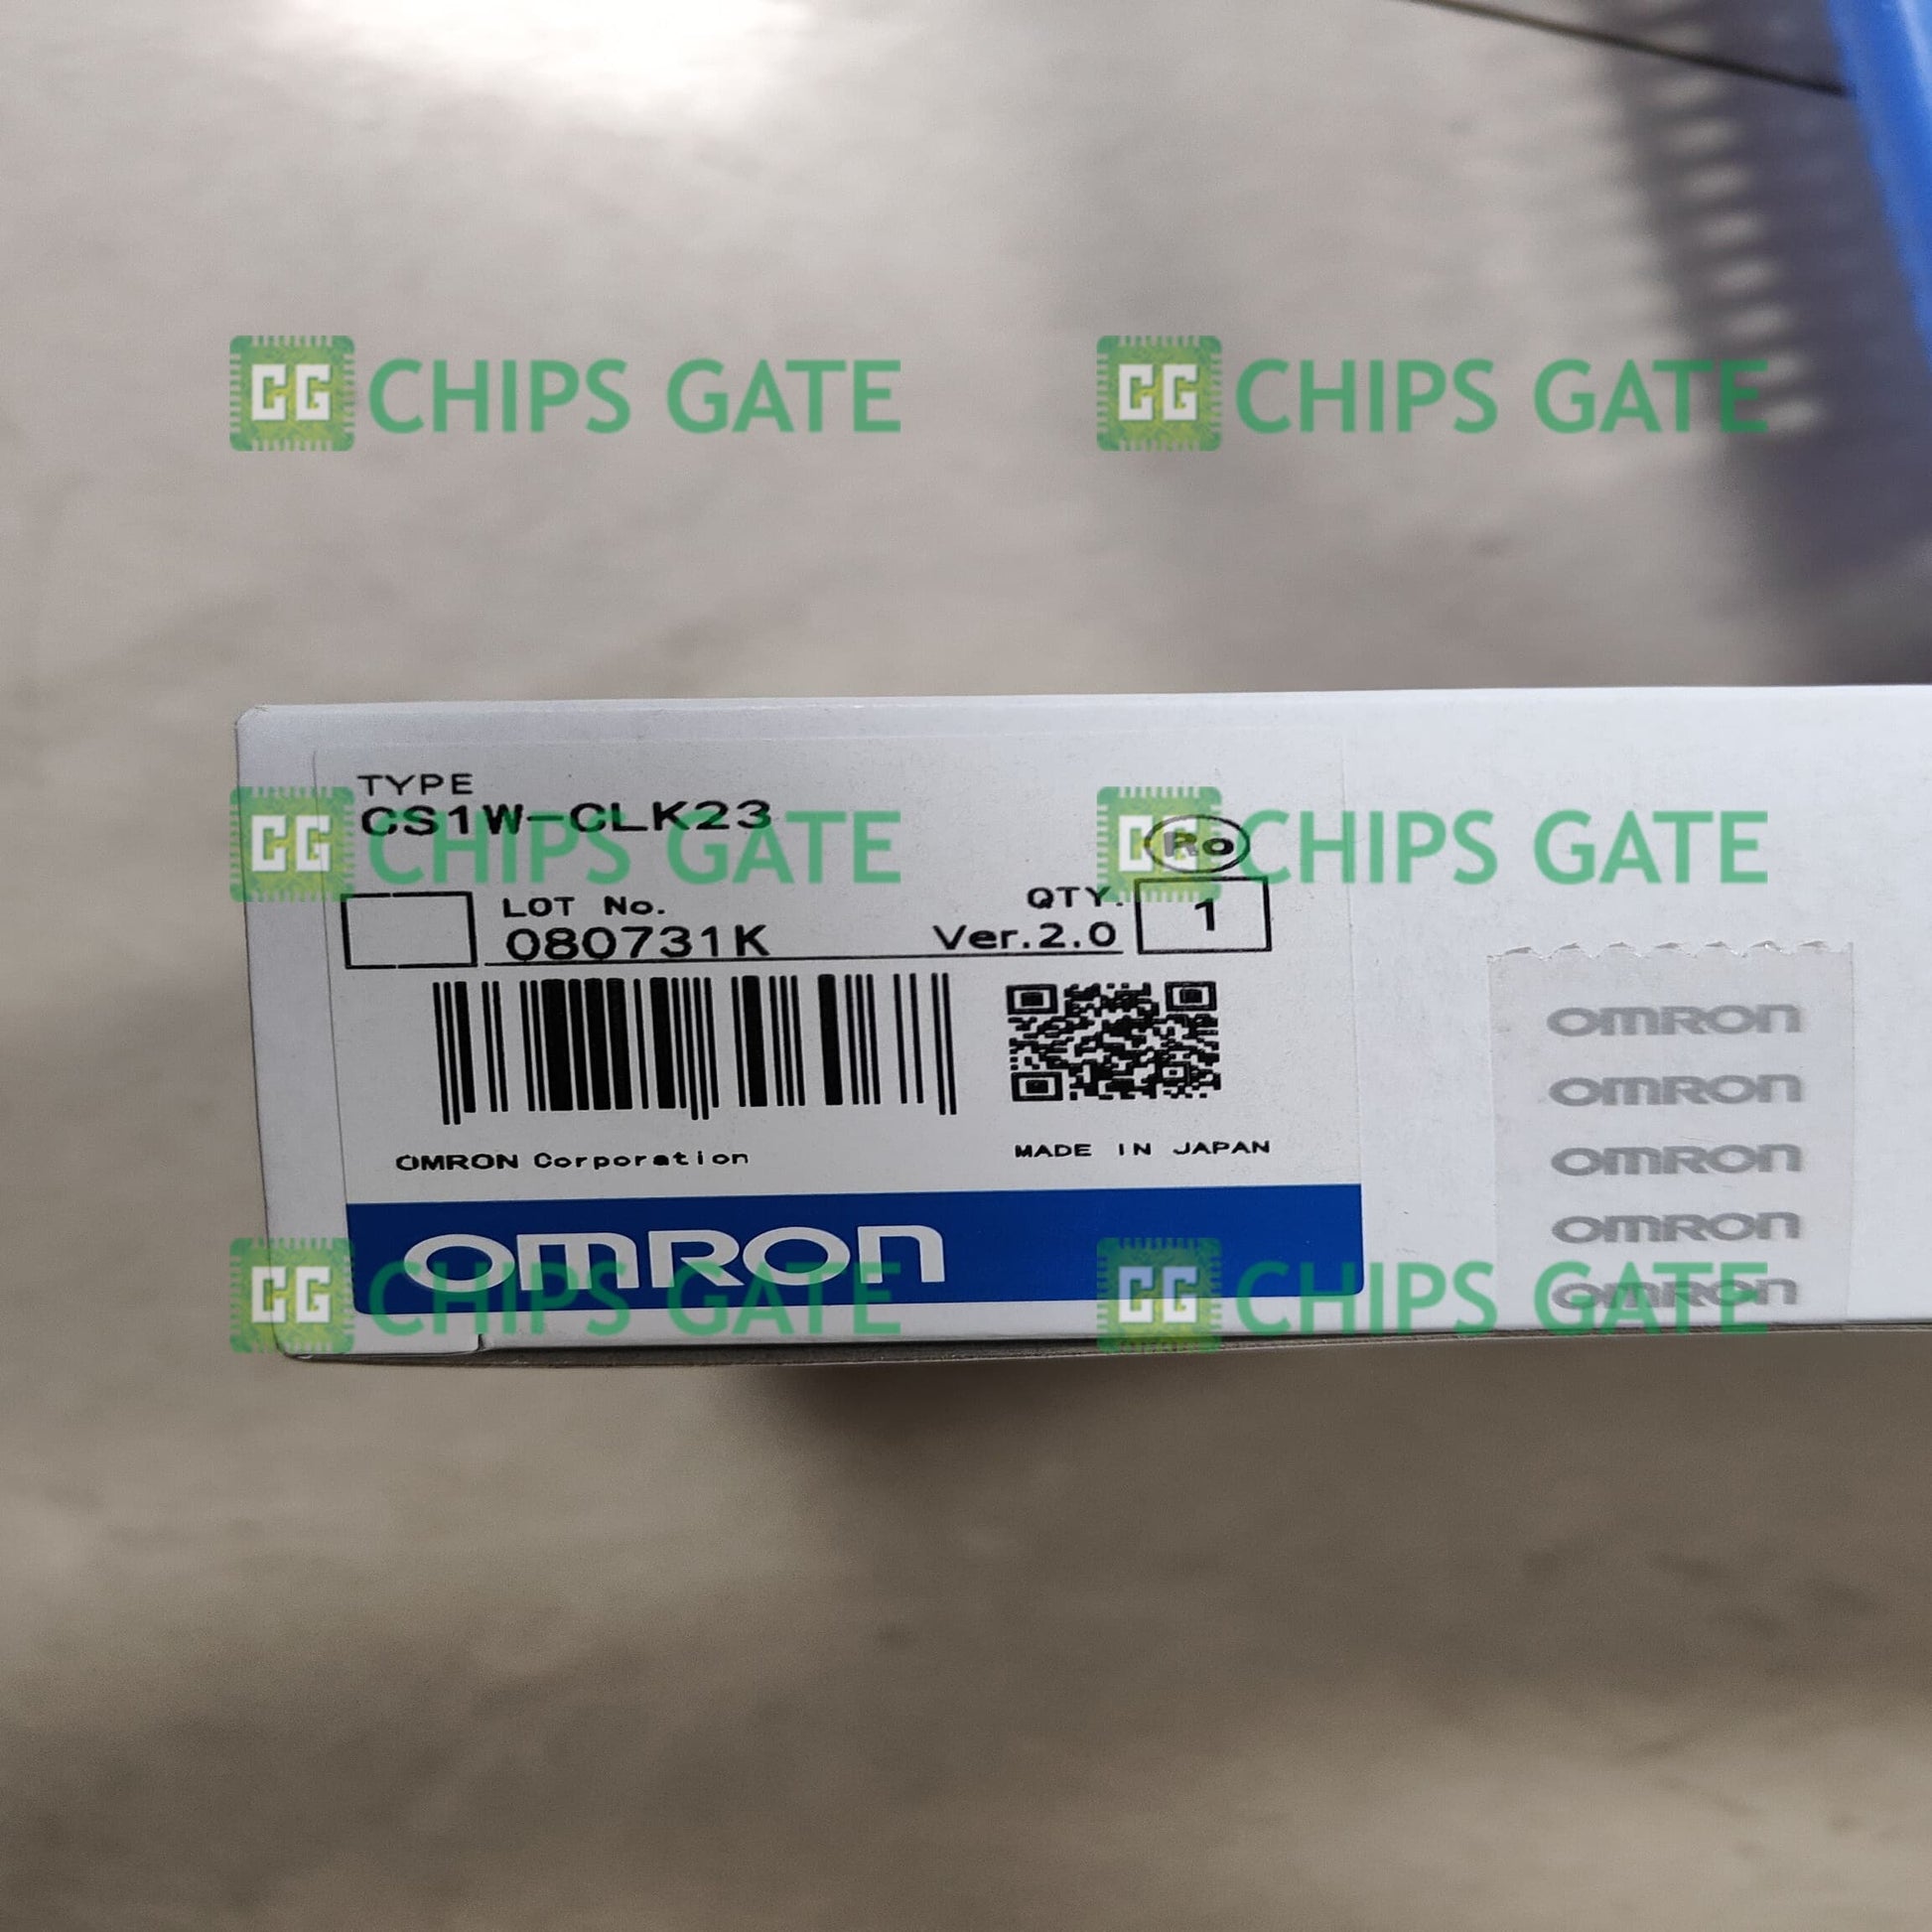 CG CHIPS GATE
CG CHIPS GATE
TYPE
CS1W-CLK23
CG CHIPS GATE
Ro
CG CHIPS GATE
LOT No.
QTY.
1
080731K
Ver.2.0
OMRON Corporation
MADE IN JAPAN
OMRON
CG CHIPS GATE
CG CHIPS GATE
OMRON
OMRON
OMRON
OMRON
OMRON